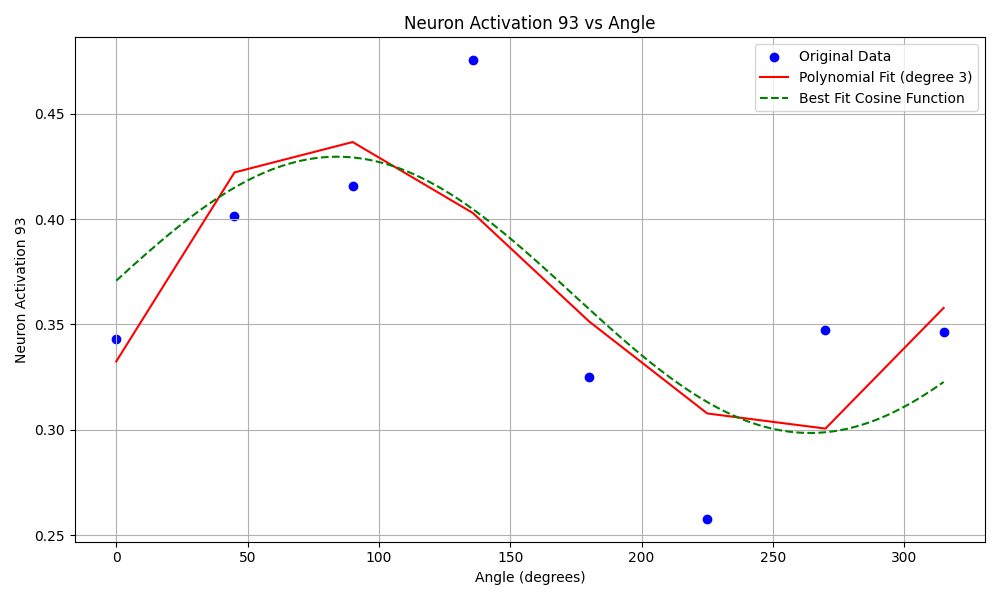 Neuron Activation 93 vs Angle
Original Data
Polynomial Fit (degree 3)
Best Fit Cosine Function
Neuron Activation 93
0.45
0.40
0.35
0.30
0.25
0 50 100 150 200 250 300
Angle (degrees)